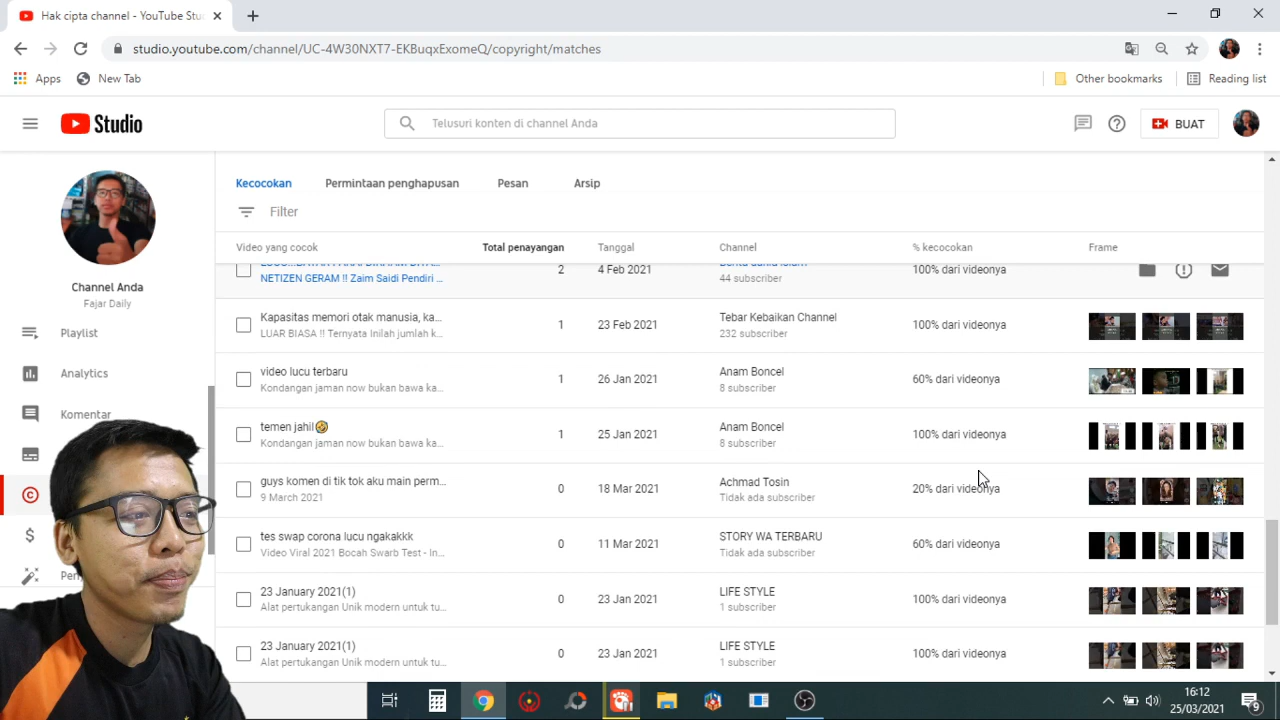 Hak cipta channel - YouTube Stu
studio.youtube.com/channel/UC-4W30NXT7-EKBuqxExomeQ/copyright/matches
Apps New Tab Other bookmarks Reading list
Studio Telusuri konten di channel Anda BUAT
Kecocokan Permintaan penghapusan Pesan Arsip
Filter
Video yang cocok Total penayangan Tanggal Channel % kecocokan Frame
2 4 Feb 2021 100% dari videonya
NETIZEN GERAM !! Zaim Saidi Pendiri ... 44 subscriber
Channel Anda
Fajar Daily
Playlist
Analytics
Komentar
Kapasitas memori otak manusia, ka... 1 23 Feb 2021 Tebar Kebaikan Channel 100% dari videonya
LUAR BIASA !! Ternyata Inilah jumlah k... 232 subscriber
video lucu terbaru 1 26 Jan 2021 Anam Boncel 60% dari videonya
Kondangan jaman now bukan bawa ka... 8 subscriber
temen jahil🤣 1 25 Jan 2021 Anam Boncel 100% dari videonya
Kondangan jaman now bukan bawa ka... 8 subscriber
guys komen di tik tok aku main perm... 0 18 Mar 2021 Achmad Tosin 20% dari videonya
9 March 2021 Tidak ada subscriber
tes swap corona lucu ngakakkk 0 11 Mar 2021 STORY WA TERBARU 60% dari videonya
Video Viral 2021 Bocah Swarb Test - In... Tidak ada subscriber
23 January 2021(1) 0 23 Jan 2021 LIFE STYLE 100% dari videonya
Alat pertukangan Unik modern untuk tu... 1 subscriber
23 January 2021(1) 0 23 Jan 2021 LIFE STYLE 100% dari videonya
Alat pertukangan Unik modern untuk tu... 1 subscriber
16:12
25/03/2021